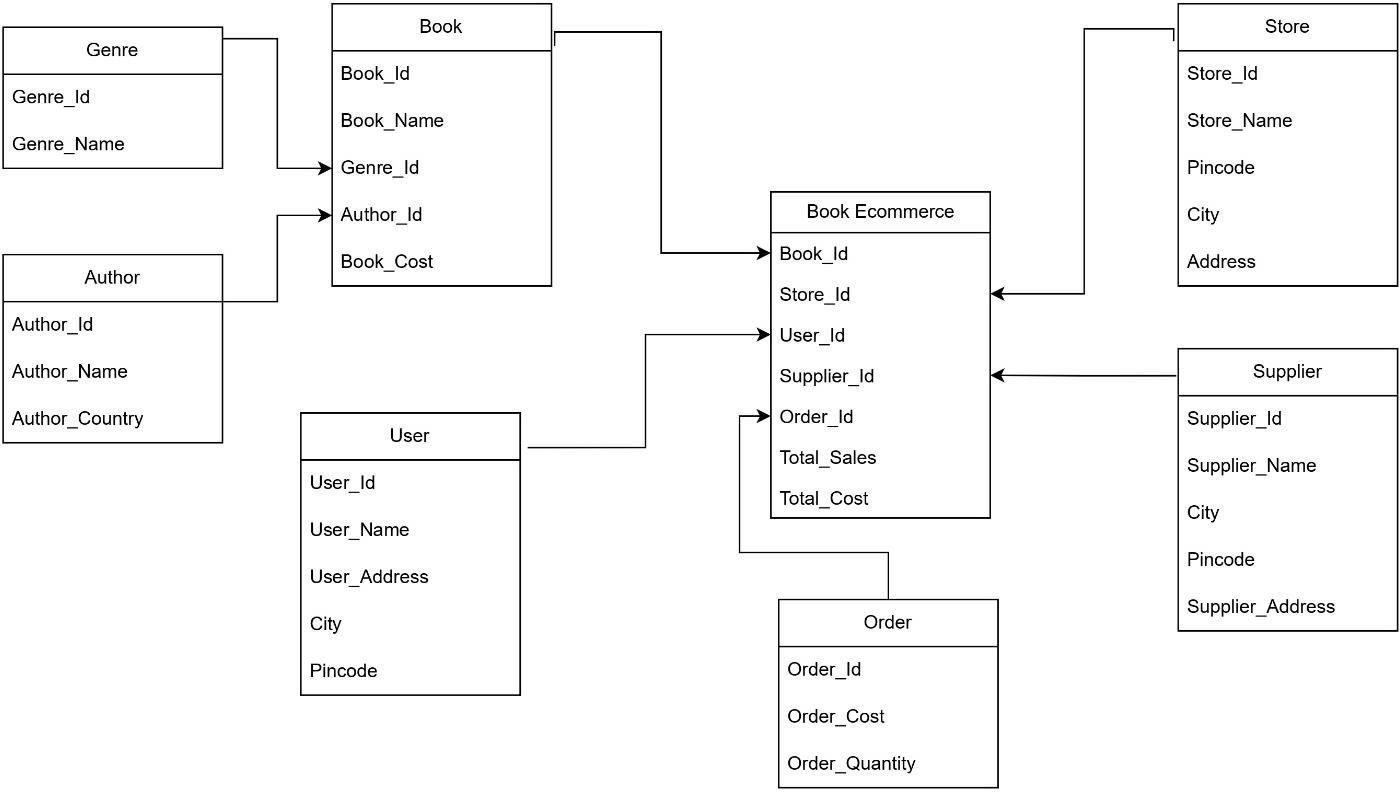 Genre
Genre_Id
Genre_Name
Author
Author_Id
Author_Name
Author_Country
Book
Book_Id
Book_Name
Genre_Id
Author_Id
Book_Cost
User
User_Id
User_Name
User_Address
City
Pincode
Book Ecommerce
Book_Id
Store_Id
User_Id
Supplier_Id
Order_Id
Total_Sales
Total_Cost
Order
Order_Id
Order_Cost
Order_Quantity
Store
Store_Id
Store_Name
Pincode
City
Address
Supplier
Supplier_Id
Supplier_Name
City
Pincode
Supplier_Address